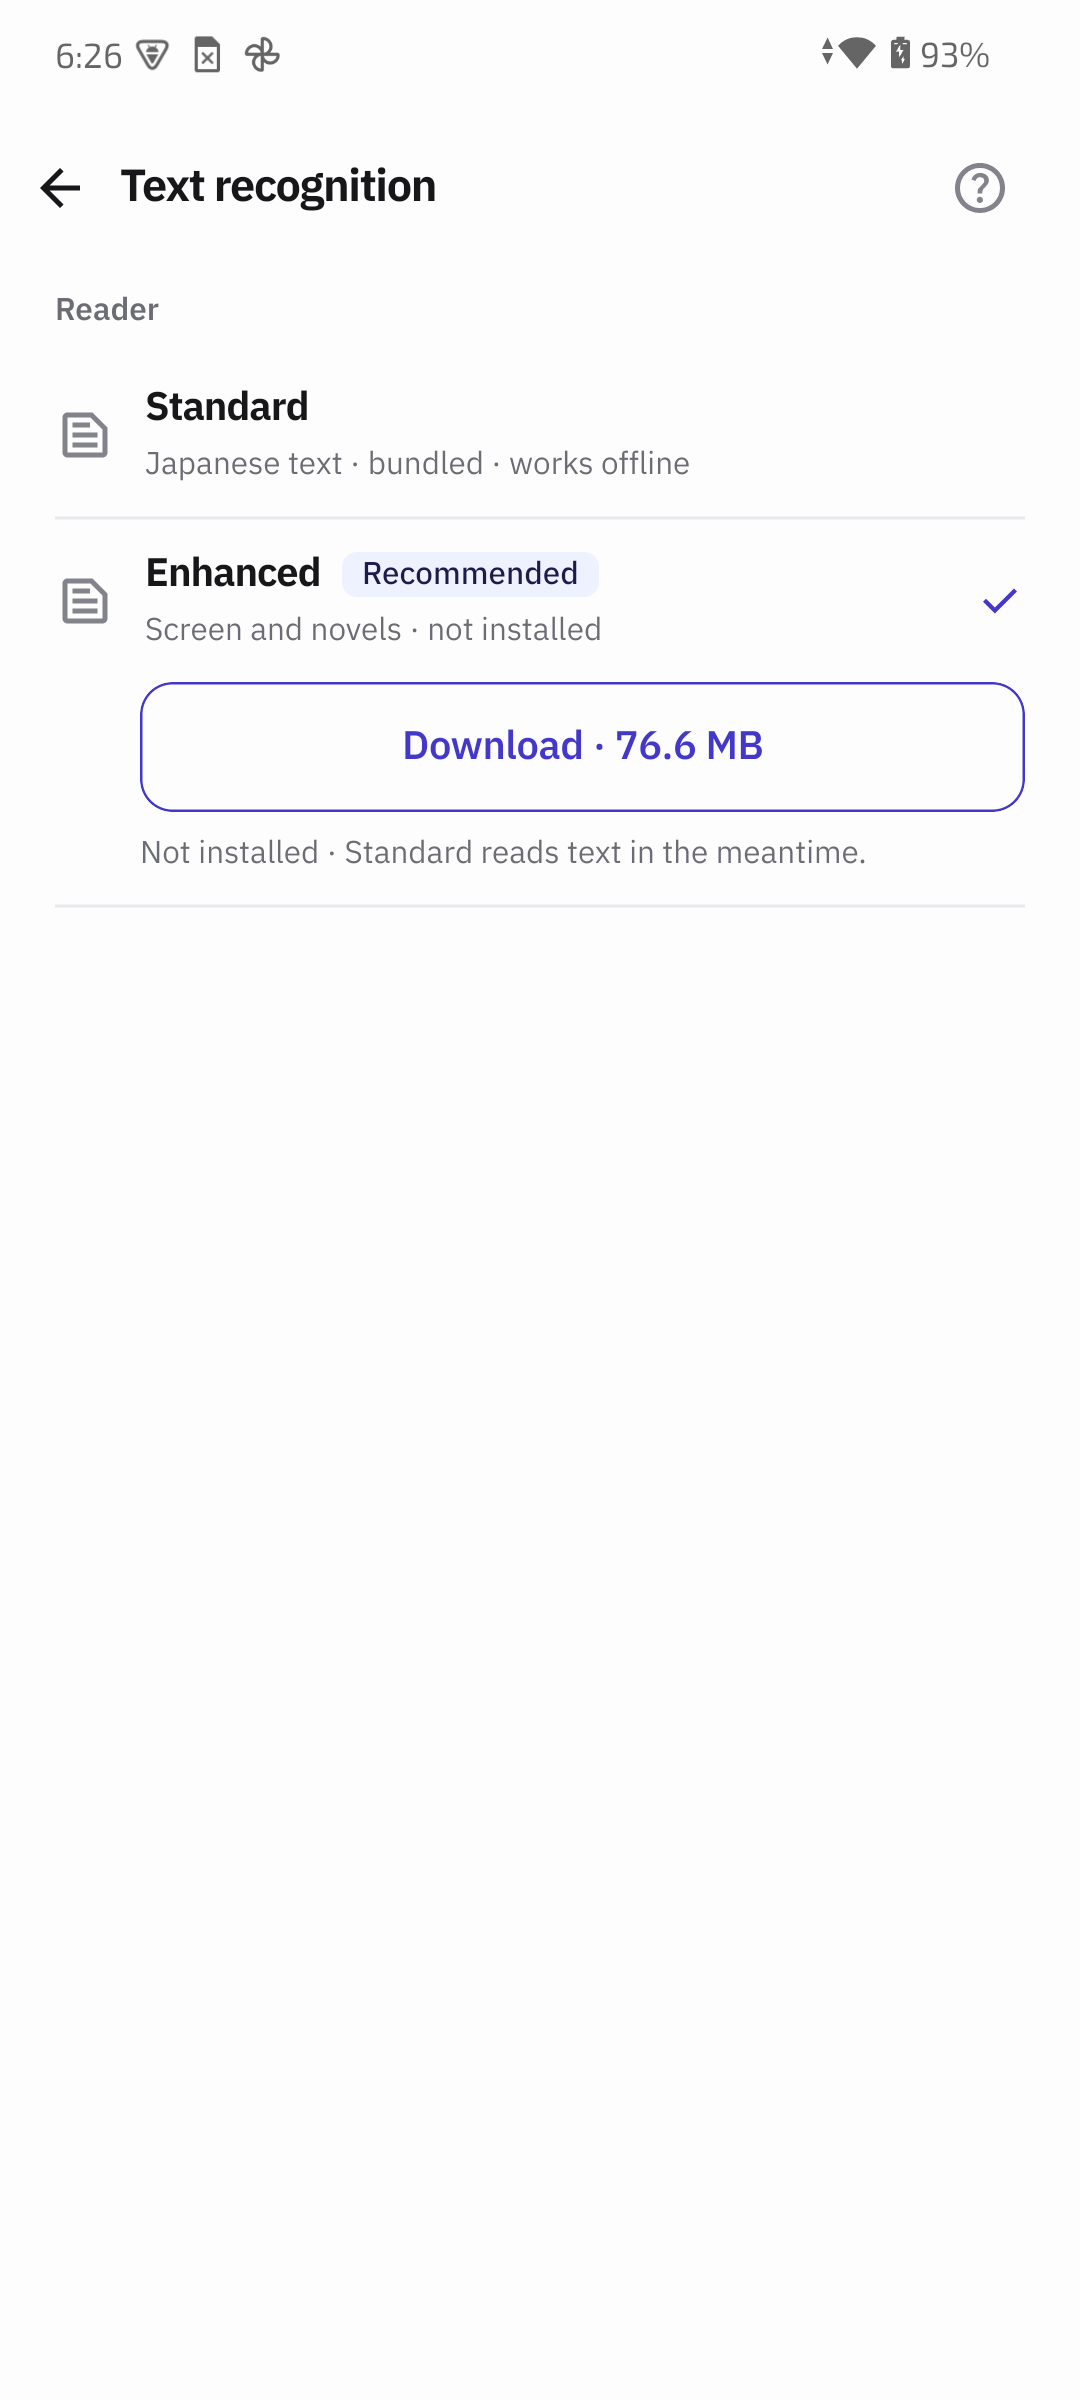 6:26
93%
Text recognition
Reader
Standard
Japanese text · bundled · works offline
Enhanced Recommended
Screen and novels · not installed
Download · 76.6 MB
Not installed · Standard reads text in the meantime.